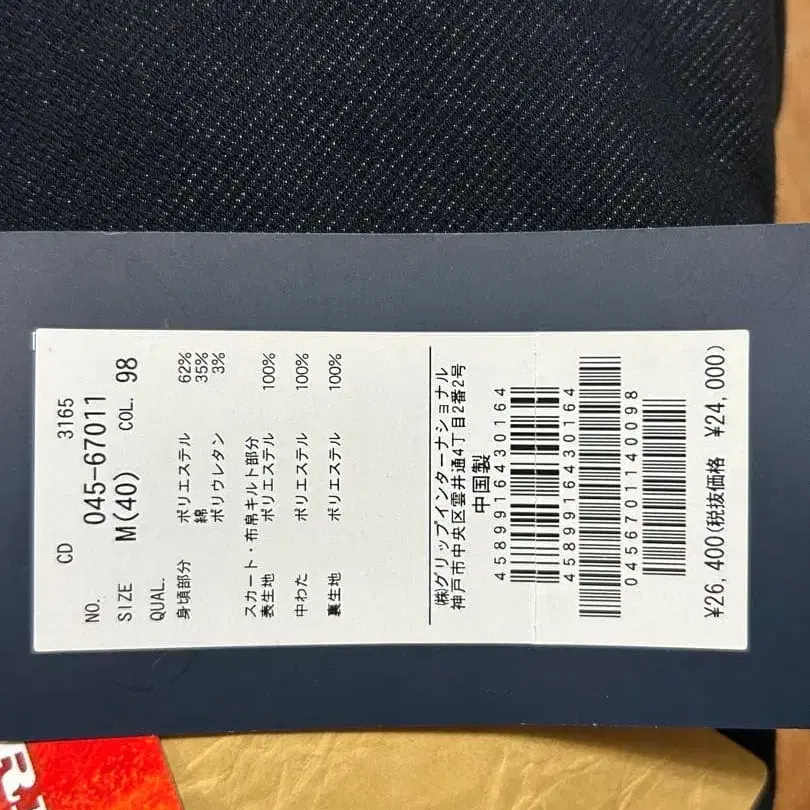 CD 3165
NO. 045-67011
SIZE M(40) COL. 98
QUAL.
身頃部分 ポリエステル 62%
綿 35%
ポリウレタン 3%
スカート・布帛キルト部分
表生地 ポリエステル 100%
中わた ポリエステル 100%
裏生地 ポリエステル 100%
㈱グリップインターナショナル
神戸市中央区雲井通4丁目2番2号
中国製
4589916430164
4589916430164
0456701140098
¥26,400(税抜価格 ¥24,000)